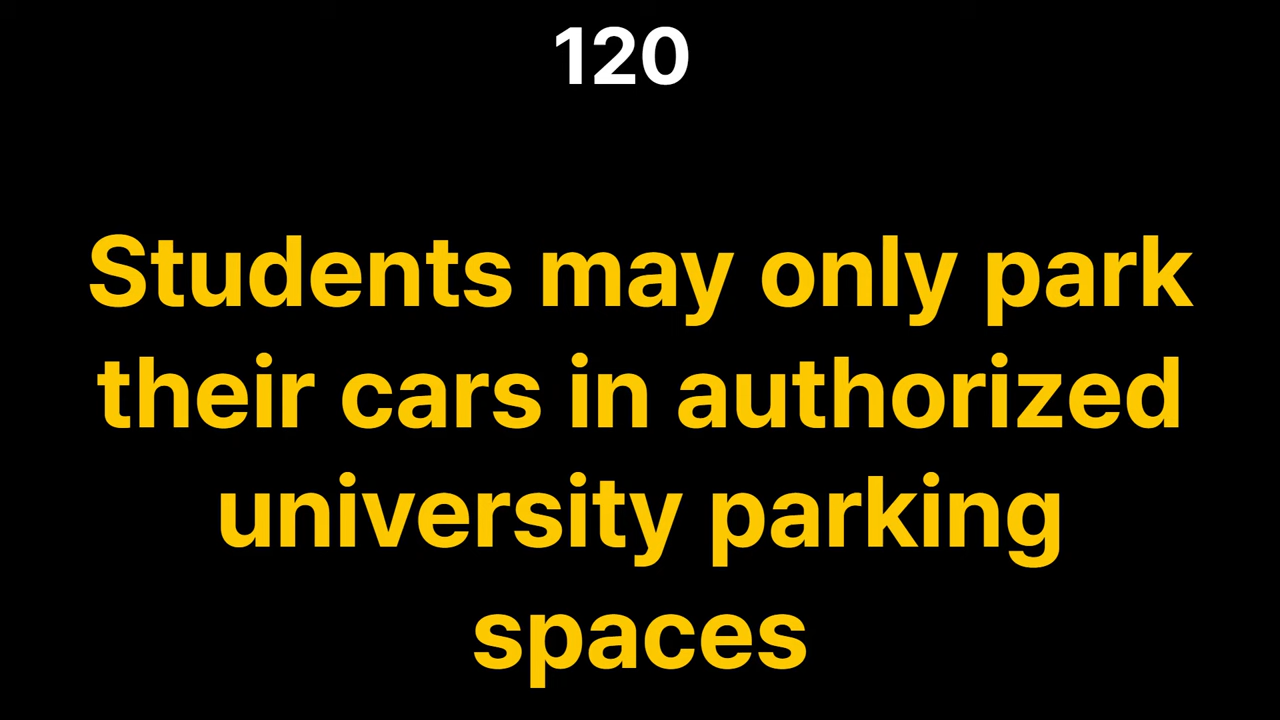 120
Students may only park
their cars in authorized
university parking
spaces